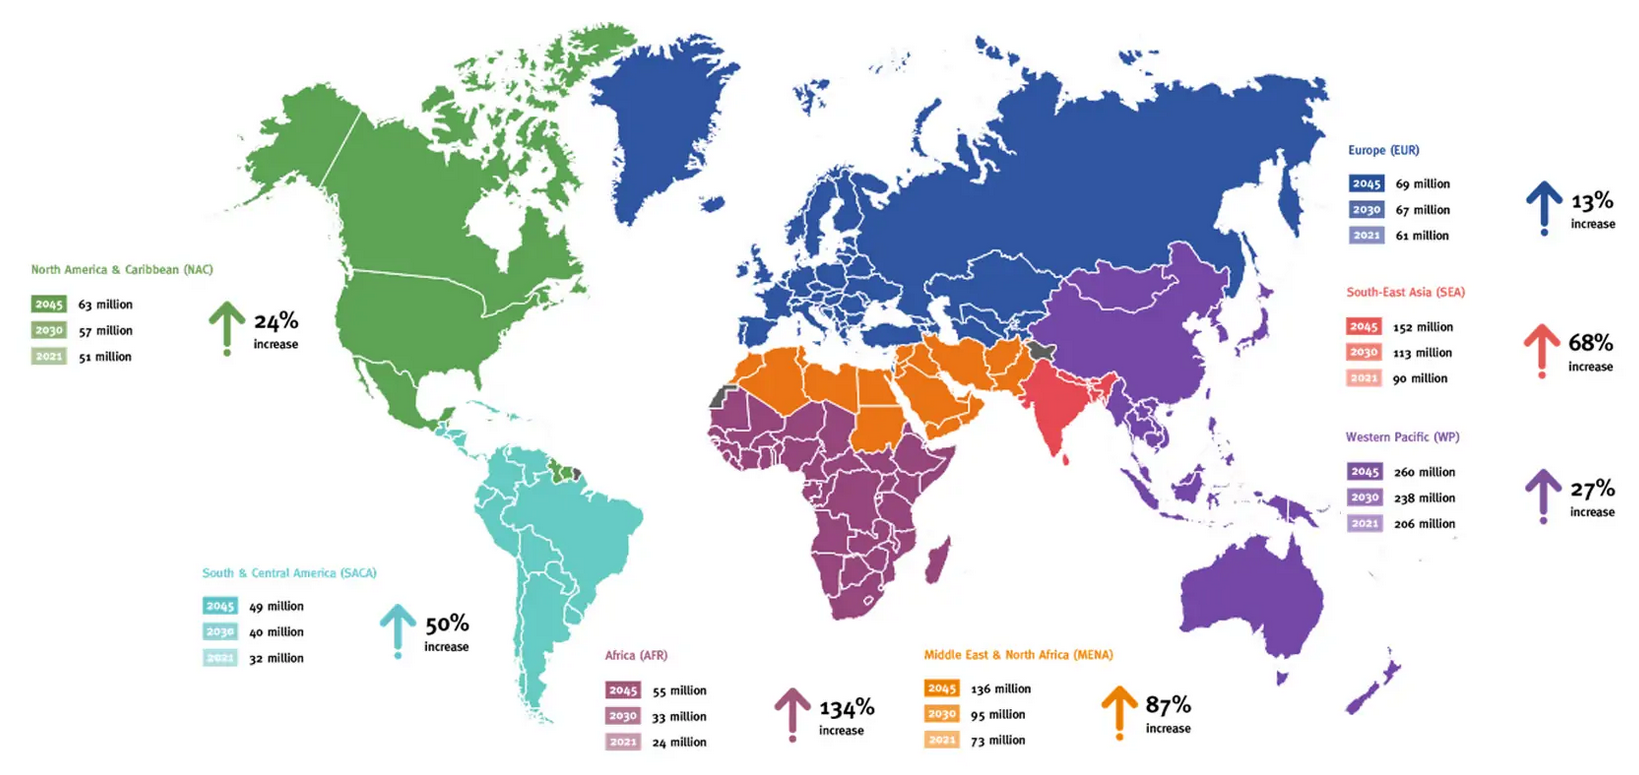 Europe (EUR)
2045 69 million
2030 67 million
2021 61 million
13%
increase
North America & Caribbean (NAC)
2045 63 million
2030 57 million
2021 51 million
24%
increase
South-East Asia (SEA)
2045 152 million
2030 113 million
2021 90 million
68%
increase
Western Pacific (WP)
2045 260 million
2030 238 million
2021 206 million
27%
increase
South & Central America (SACA)
2045 49 million
2030 40 million
2021 32 million
50%
increase
Africa (AFR)
2045 55 million
2030 33 million
2021 24 million
134%
increase
Middle East & North Africa (MENA)
2045 136 million
2030 95 million
2021 73 million
87%
increase